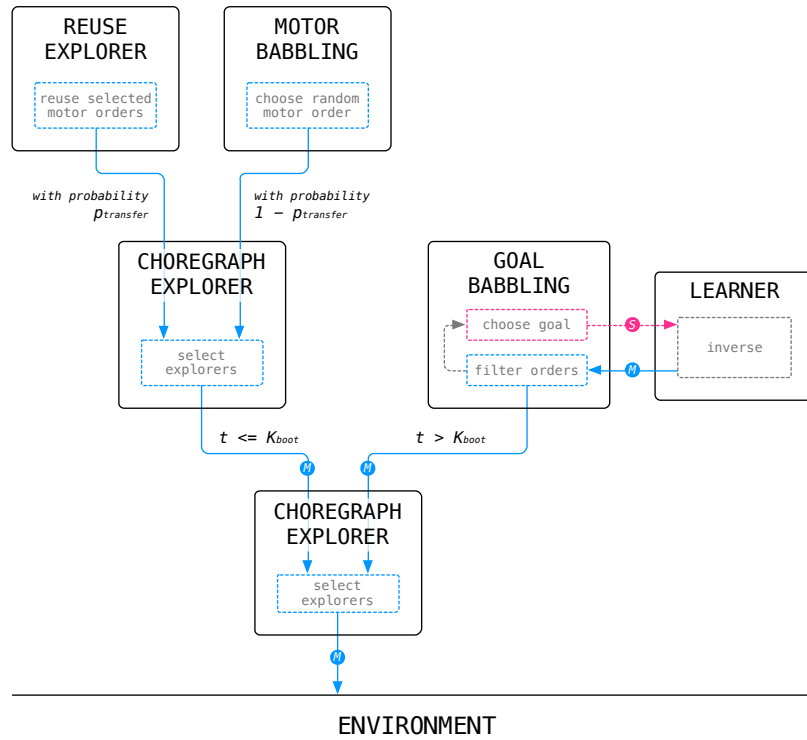 REUSE
EXPLORER
reuse selected
motor orders
MOTOR
BABBLING
choose random
motor order
with probability
ptransfer
with probability
1 − ptransfer
CHOREGRAPH
EXPLORER
select
explorers
GOAL
BABBLING
choose goal
S
filter orders
M
LEARNER
inverse
t <= Kboot
t > Kboot
M
M
CHOREGRAPH
EXPLORER
select
explorers
M
ENVIRONMENT